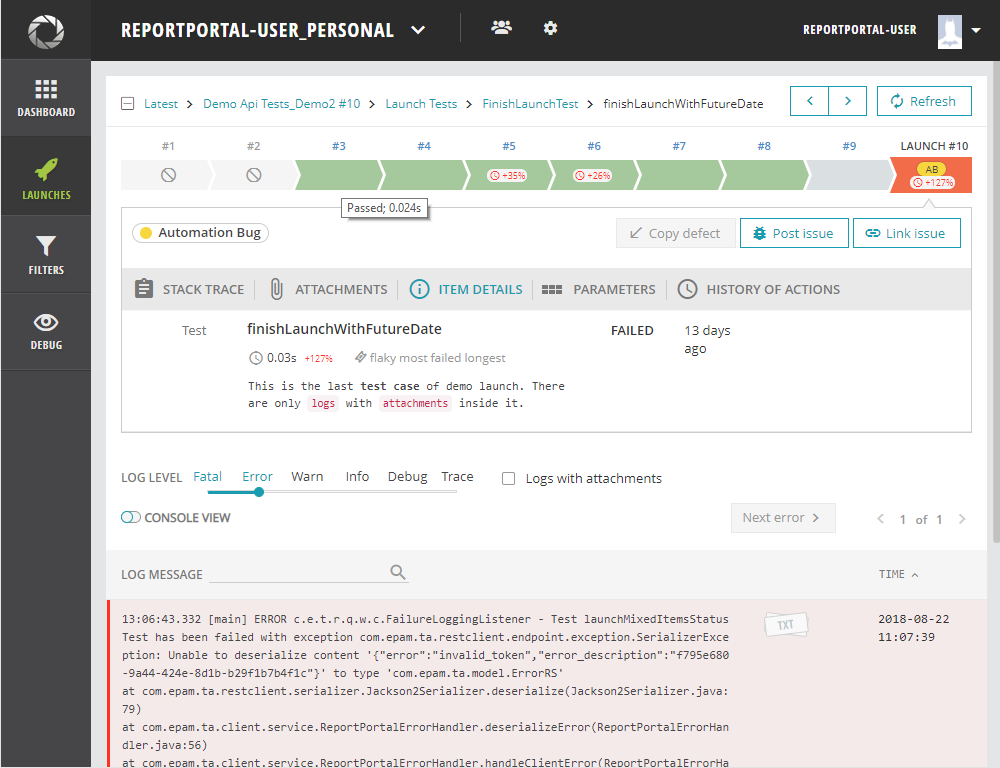 REPORTPORTAL-USER_PERSONAL
REPORTPORTAL-USER
DASHBOARD
LAUNCHES
FILTERS
DEBUG
Latest > Demo Api Tests_Demo2 #10 > Launch Tests > FinishLaunchTest > finishLaunchWithFutureDate
Refresh
#1 #2 #3 #4 #5 #6 #7 #8 #9 LAUNCH #10
+35% +26% AB
+127%
Passed; 0.024s
Automation Bug
Copy defect Post issue Link issue
STACK TRACE ATTACHMENTS ITEM DETAILS PARAMETERS HISTORY OF ACTIONS
Test finishLaunchWithFutureDate FAILED 13 days
ago
0.03s +127% flaky most failed longest
This is the last test case of demo launch. There
are only logs with attachments inside it.
LOG LEVEL Fatal Error Warn Info Debug Trace Logs with attachments
CONSOLE VIEW Next error > < 1 of 1 >
LOG MESSAGE TIME
13:06:43.332 [main] ERROR c.e.t.r.q.w.c.FailureLoggingListener - Test launchMixedItemsStatus
Test has been failed with exception com.epam.ta.restclient.endpoint.exception.SerializerExce
ption: Unable to deserialize content '{"error":"invalid_token","error_description":"f795e680
-9a44-424e-8d1b-b29f1b7b4f1c"}' to type 'com.epam.ta.model.ErrorRS'
at com.epam.ta.restclient.serializer.Jackson2Serializer.deserialize(Jackson2Serializer.java:
79)
at com.epam.ta.client.service.ReportPortalErrorHandler.deserializeError(ReportPortalErrorHan
dler.java:56)
at com.epam.ta.client.service.ReportPortalErrorHandler.handleClientError(ReportPortalErrorHa
TXT
2018-08-22
11:07:39